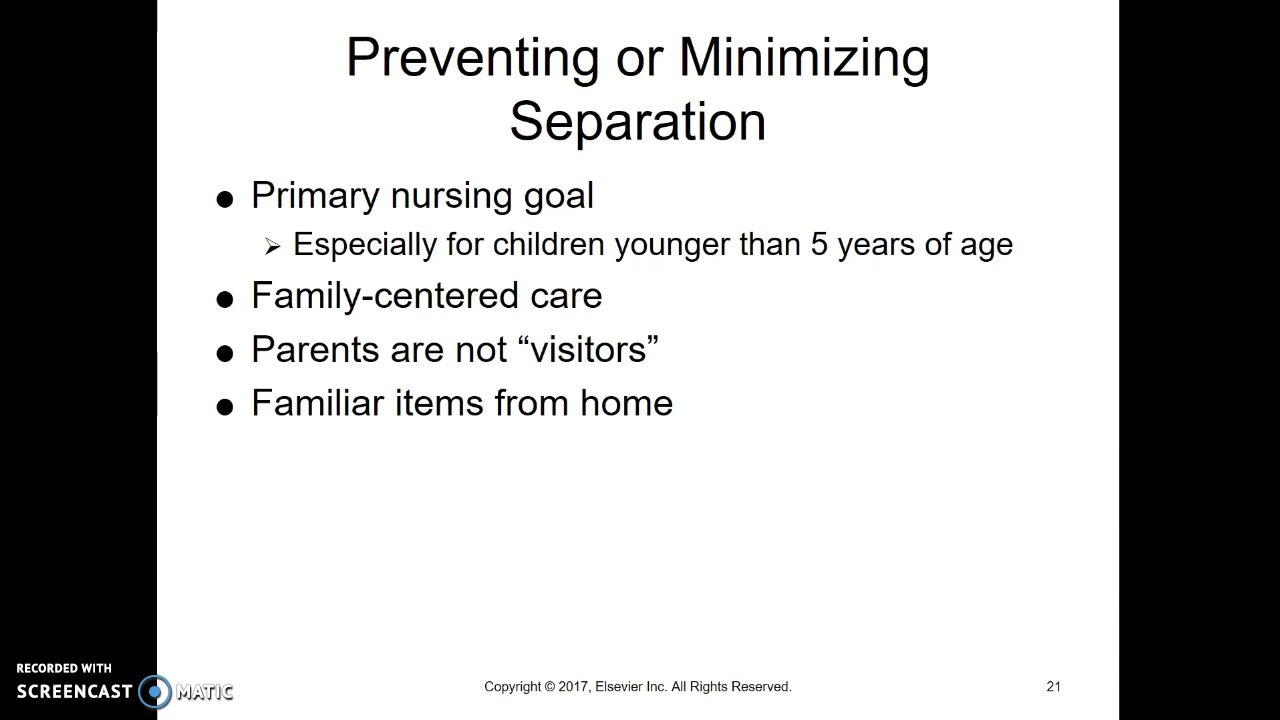 Preventing or Minimizing
Separation
● Primary nursing goal
➢ Especially for children younger than 5 years of age
● Family-centered care
● Parents are not “visitors”
● Familiar items from home
RECORDED WITH
SCREENCAST MATIC
Copyright © 2017, Elsevier Inc. All Rights Reserved.
21